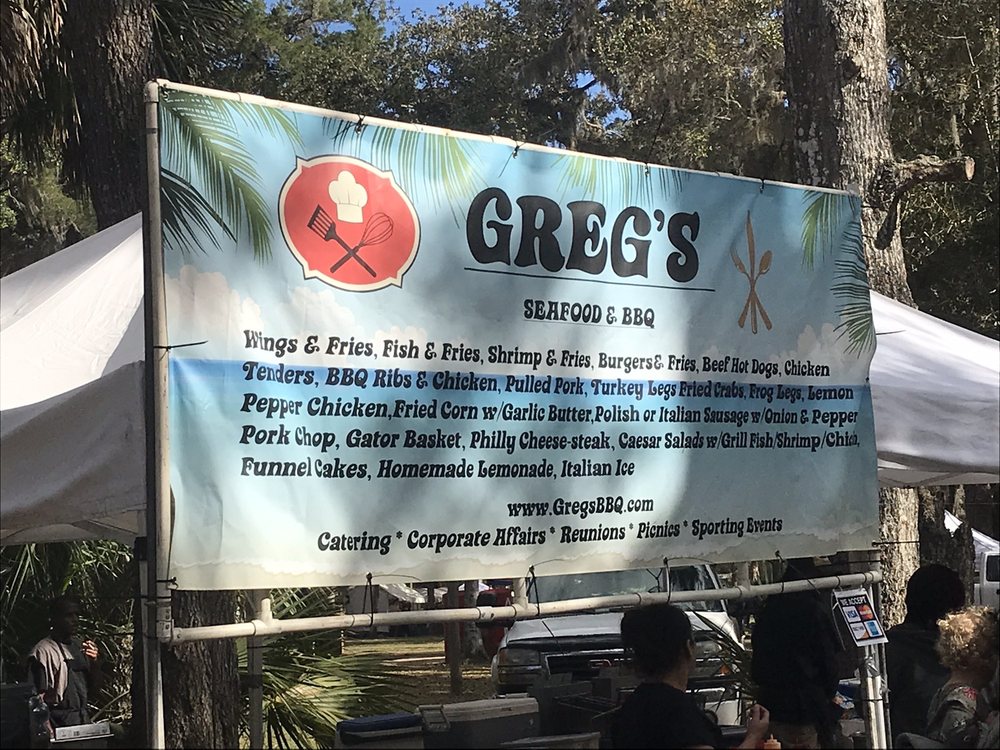 GREG'S
SEAFOOD & BBQ
Wings & Fries, Fish & Fries, Shrimp & Fries, Burgers & Fries, Beef Hot Dogs, Chicken
Tenders, BBQ Ribs & Chicken, Pulled Pork, Turkey Legs Fried Crabs, Frog Legs, Lemon
Pepper Chicken, Fried Corn w/Garlic Butter, Polish or Italian Sausage w/Onion & Pepper
Pork Chop, Gator Basket, Philly Cheese-steak, Caesar Salads w/Grill Fish/Shrimp/Chick,
Funnel Cakes, Homemade Lemonade, Italian Ice
www.GregsBBQ.com
Catering * Corporate Affairs * Reunions * Picnics * Sporting Events
WE ACCEPT
VISA